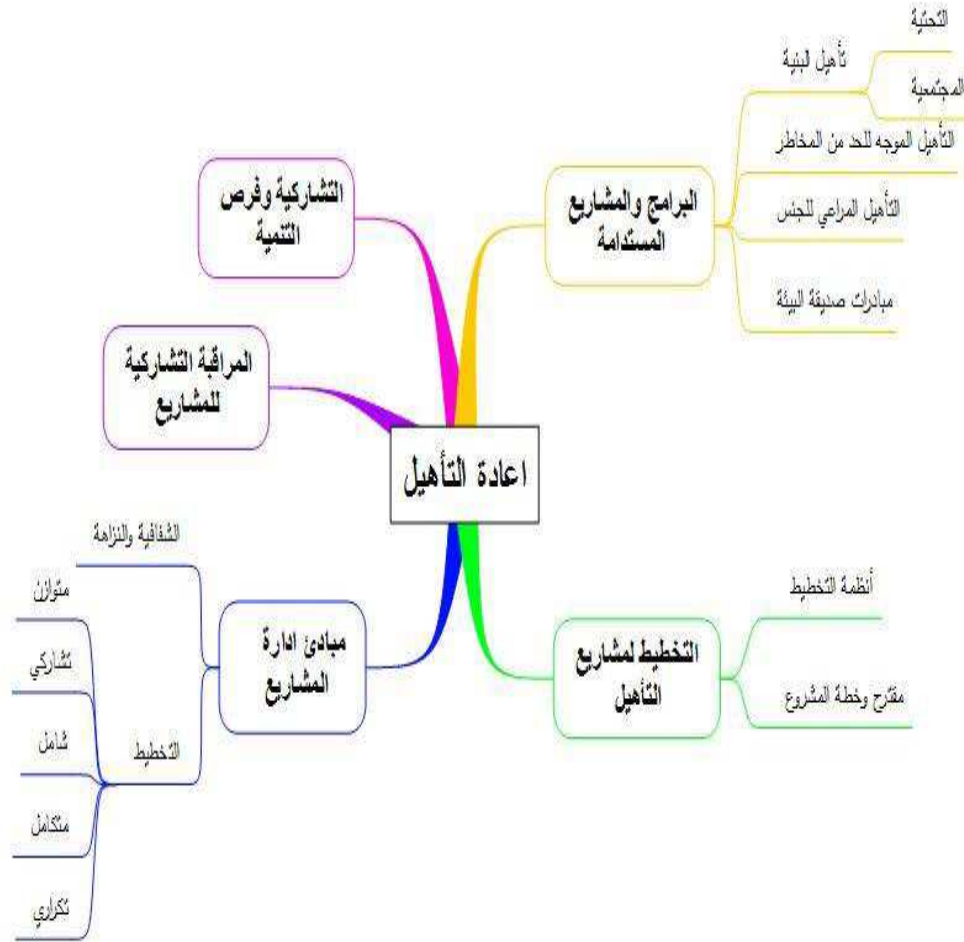 التحتية
تأهيل البنية
المجتمعية
التأهيل الموجه للحد من المخاطر
البرامج والمشاريع
المستدامة
التأهيل المراعي للجنس
مبادرات صديقة البيئة
التشاركية وفرص
التنمية
المراقبة التشاركية
للمشاريع
اعادة التأهيل
أنظمة التخطيط
التخطيط لمشاريع
التأهيل
مقترح وخطة المشروع
الشفافية والنزاهة
مبادئ ادارة
المشاريع
التخطيط
متوازن
تشاركي
شامل
متكامل
تكراري